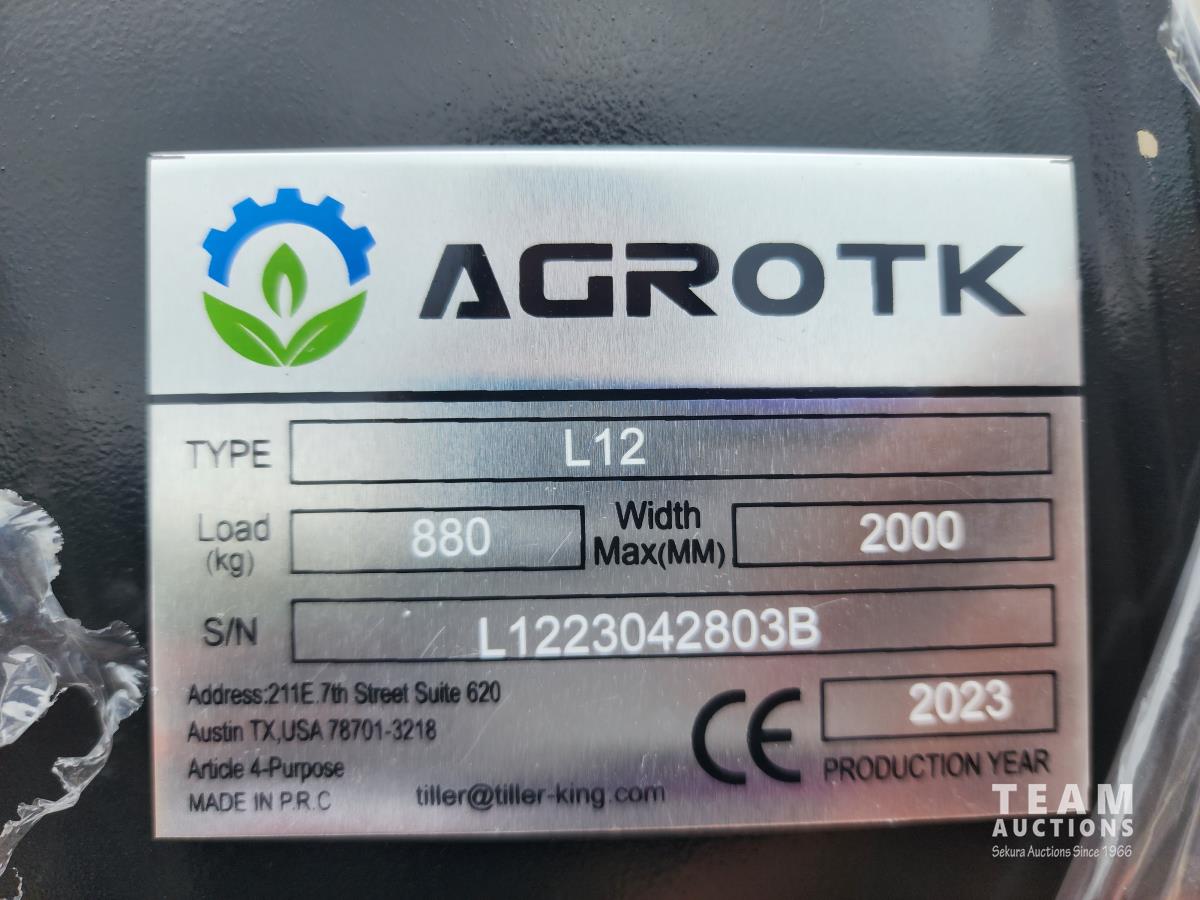 AGROTK
TYPE L12
Load (kg) 880 Width Max(MM) 2000
S/N L1223042803B
Address:211E.7th Street Suite 620
Austin TX,USA 78701-3218
Article 4-Purpose
MADE IN P.R.C
tiller@tiller-king.com
CE
2023
PRODUCTION YEAR
TEAM
AUCTIONS
Sekura Auctions Since 1966